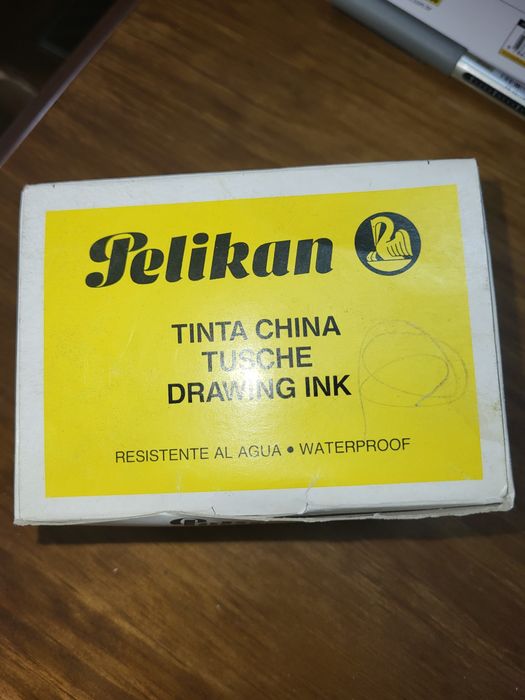 Pelikan
TINTA CHINA
TUSCHE
DRAWING INK
RESISTENTE AL AGUA • WATERPROOF